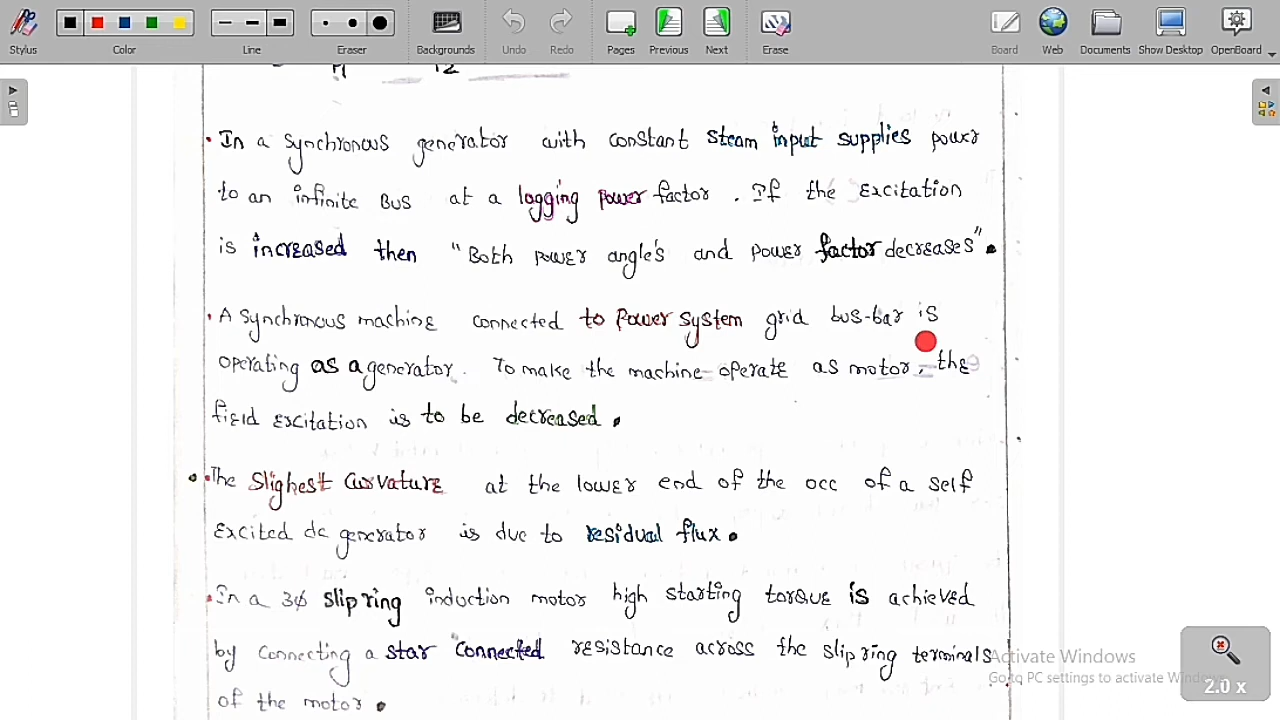 Stylus Color Line Eraser Backgrounds Undo Redo Pages Previous Next Erase Board Web Documents Show Desktop OpenBoard
• In a synchronous generator with constant steam input supplies power
to an infinite Bus at a lagging power factor . If the Excitation
is increased then "Both power angle's and power factor decreases".
• A synchronous machine connected to Power system grid bus-bar is
operating as a generator. To make the machine operate as motor, the
field excitation is to be decreased.
• The Slighest Curvature at the lower end of the occ of a self
Excited dc generator is due to residual flux.
• In a 3ϕ slip ring induction motor high starting torque is achieved
by connecting a star connected resistance across the slip ring terminals
of the motor.
Activate Windows
Go to PC settings to activate Windows.
2.0 x